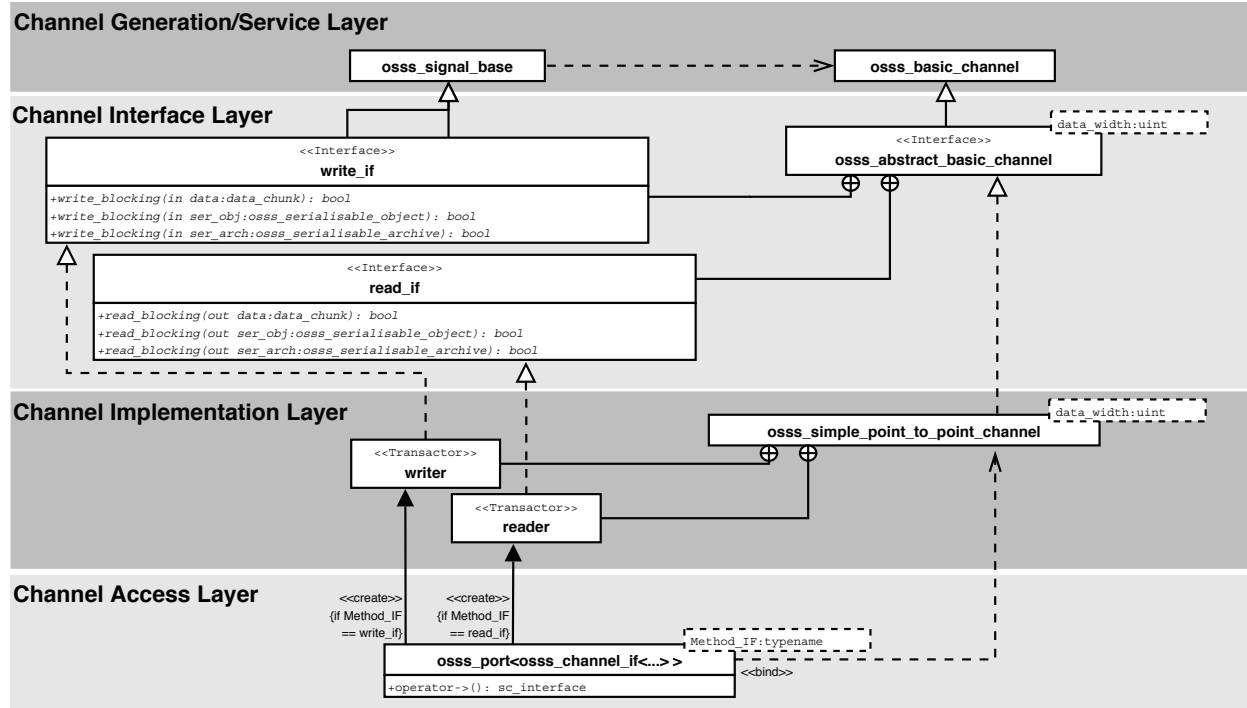 Channel Generation/Service Layer
osss_signal_base
osss_basic_channel
Channel Interface Layer
data_width:uint
<<Interface>>
write_if
+write_blocking(in data:data_chunk): bool
+write_blocking(in ser_obj:osss_serialisable_object): bool
+write_blocking(in ser_arch:osss_serialisable_archive): bool
<<Interface>>
osss_abstract_basic_channel
<<Interface>>
read_if
+read_blocking(out data:data_chunk): bool
+read_blocking(out ser_obj:osss_serialisable_object): bool
+read_blocking(out ser_arch:osss_serialisable_archive): bool
Channel Implementation Layer
data_width:uint
osss_simple_point_to_point_channel
<<Transactor>>
writer
<<Transactor>>
reader
Channel Access Layer
<<create>>
{if Method_IF
== write_if}
<<create>>
{if Method_IF
== read_if}
Method_IF:typename
osss_port<osss_channel_if<...> >
+operator->(): sc_interface
<<bind>>